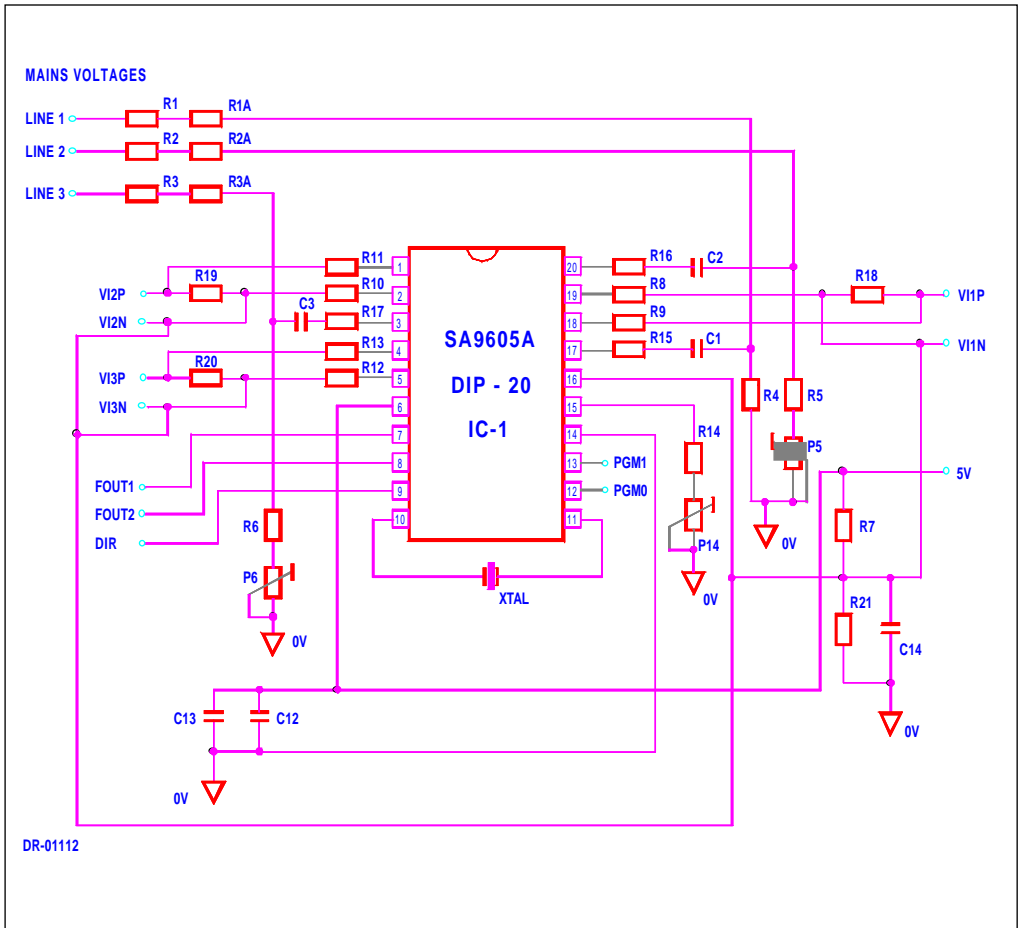 MAINS VOLTAGES
R1 R1A
LINE 1
R2 R2A
LINE 2
R3 R3A
LINE 3
R11 1 20 R16 C2
R19 R10 2 19 R8 R18
VI2P VI1P
C3 R17 3 18 R9
VI2N
SA9605A
R13 4 17 R15 C1 VI1N
R20 R12
VI3P 5 16
DIP - 20 R4 R5
VI3N 6 15
IC-1 R14
7 14 P5
8 13 PGM1 5V
FOUT1 9 12 PGM0
FOUT2 10 11
R6 R7
DIR 0V
P14
P6 XTAL 0V
R21
0V C14
C13 C12
0V
0V
DR-01112